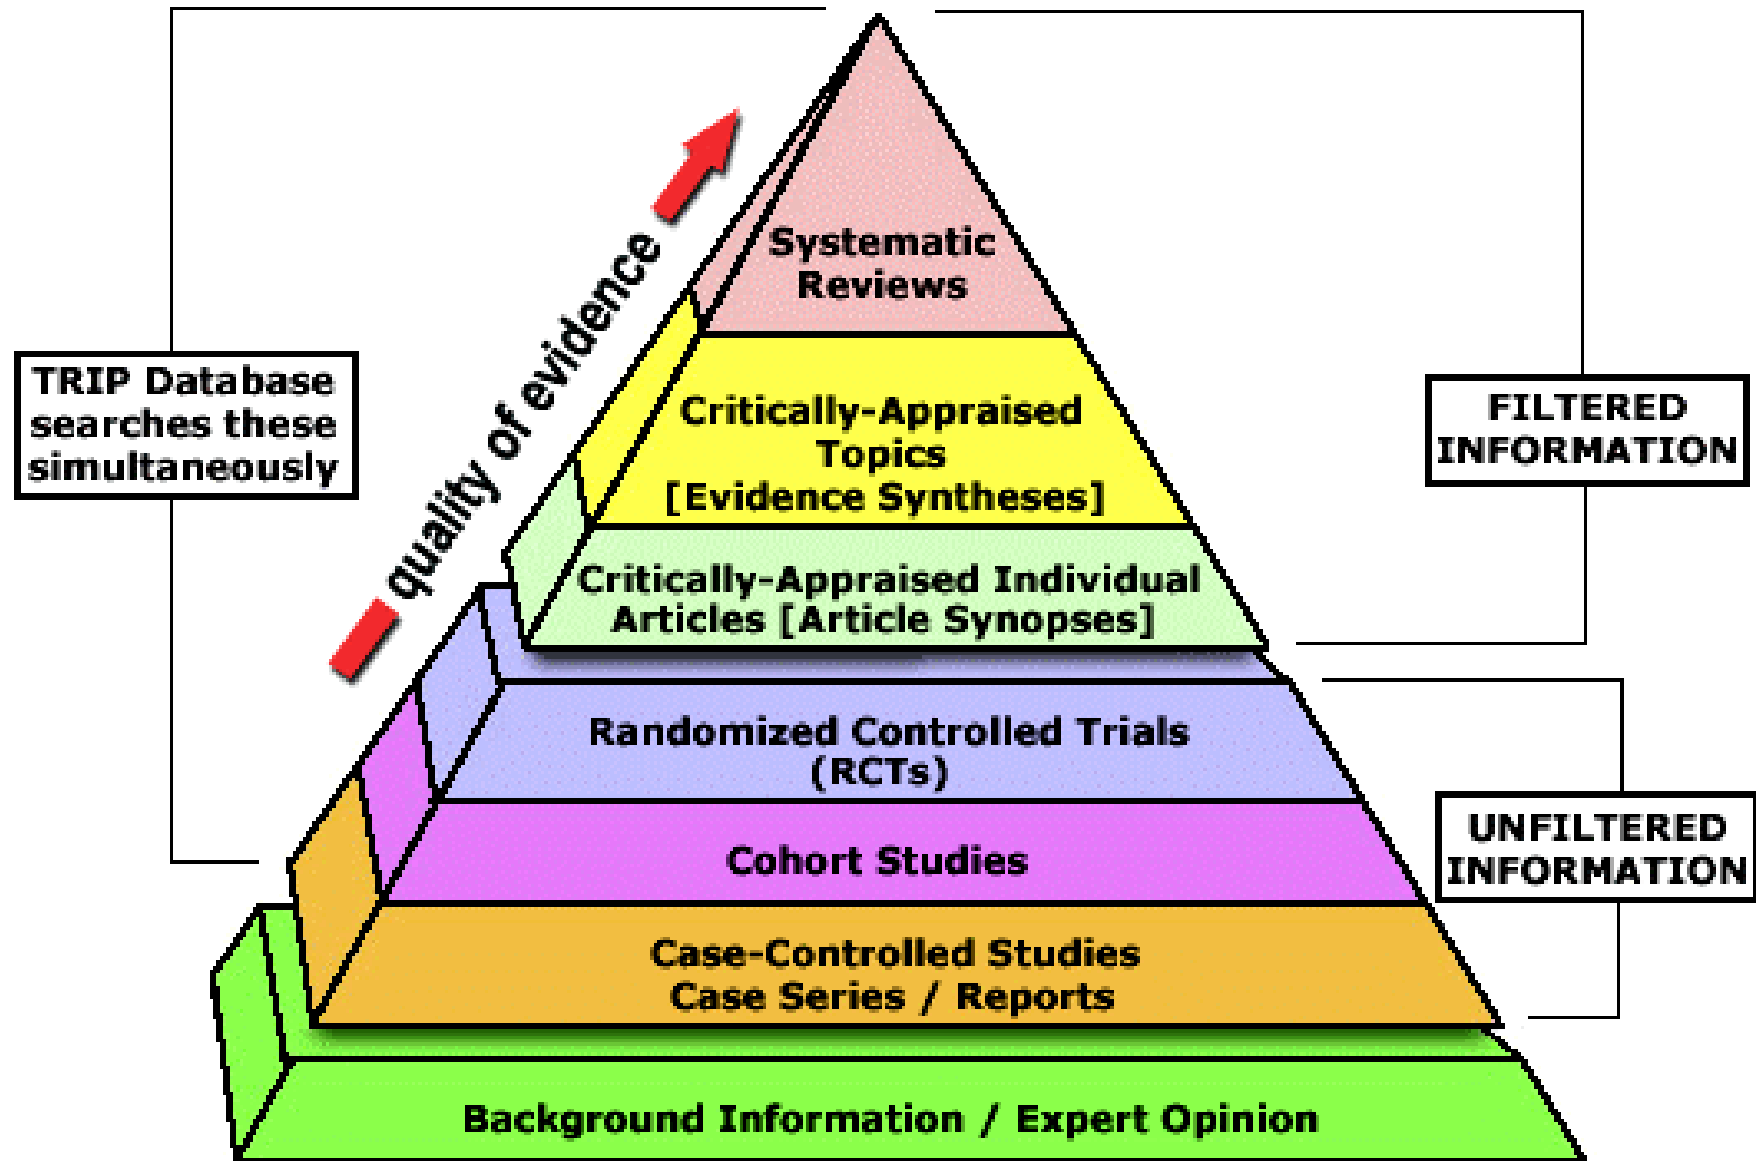 Systematic
Reviews
quality of evidence
TRIP Database
searches these
simultaneously
FILTERED
INFORMATION
Critically-Appraised
Topics
[Evidence Syntheses]
Critically-Appraised Individual
Articles [Article Synopses]
Randomized Controlled Trials
(RCTs)
UNFILTERED
INFORMATION
Cohort Studies
Case-Controlled Studies
Case Series / Reports
Background Information / Expert Opinion